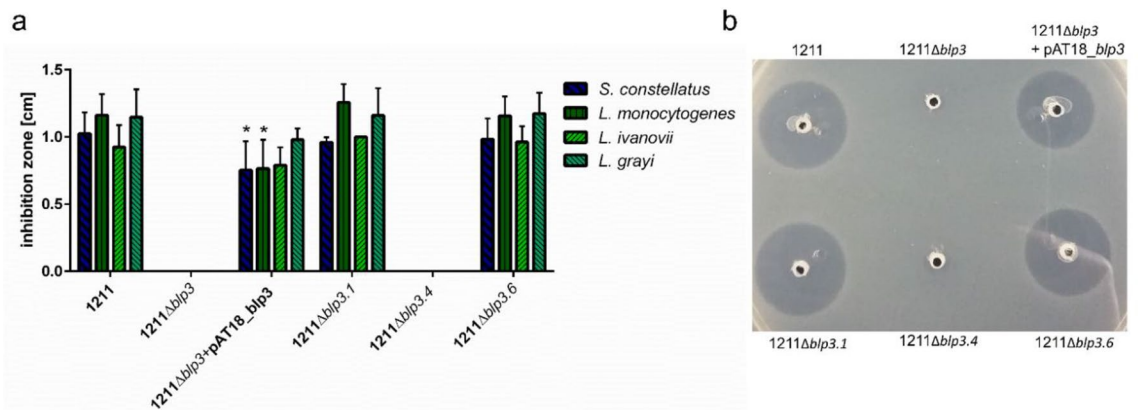 a
inhibition zone [cm]
1.5
1.0
0.5
0.0
* *
S. constellatus
L. monocytogenes
L. ivanovii
L. grayi
1211
1211Δblp3
1211Δblp3+pAT18_blp3
1211Δblp3.1
1211Δblp3.4
1211Δblp3.6
b
1211
1211Δblp3
1211Δblp3
+ pAT18_blp3
1211Δblp3.1
1211Δblp3.4
1211Δblp3.6